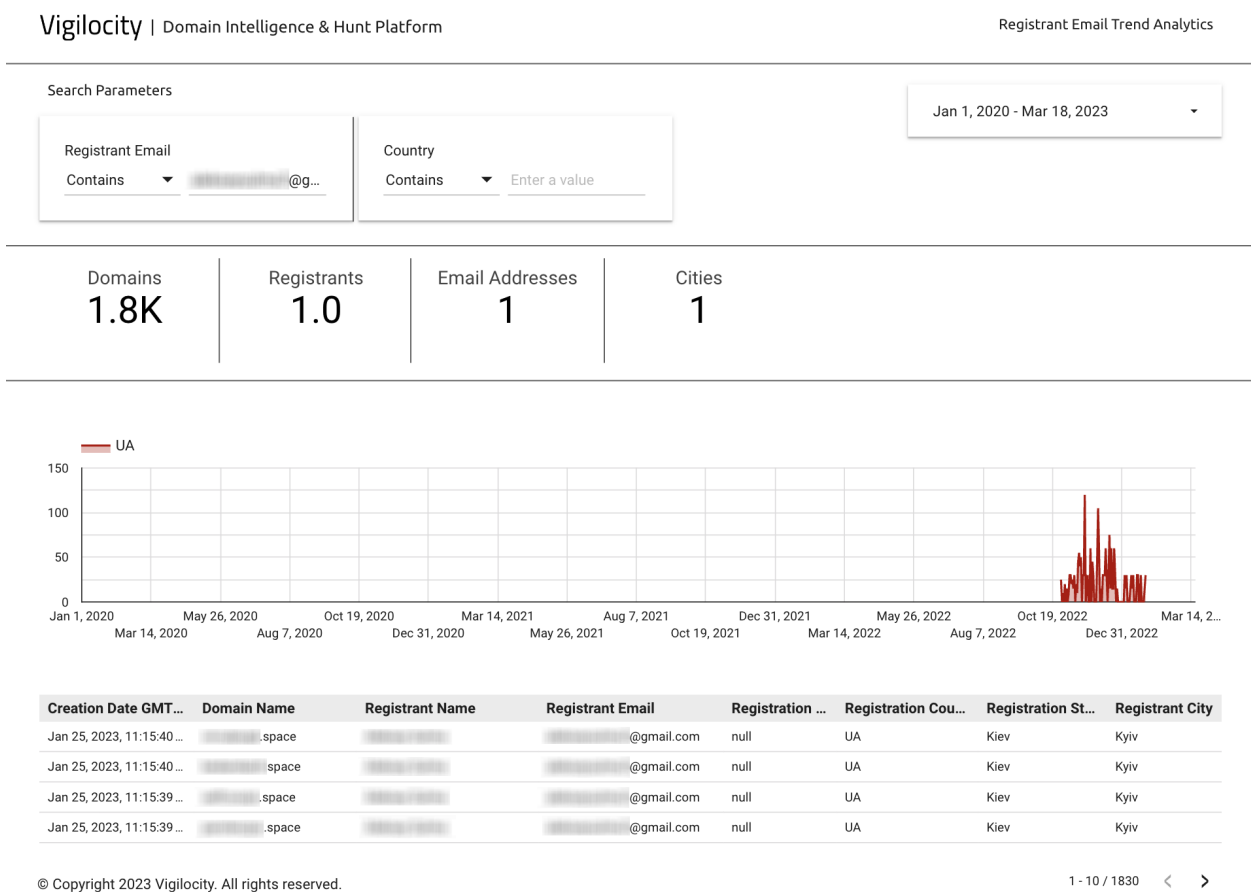 Vigilocity | Domain Intelligence & Hunt Platform
Registrant Email Trend Analytics
Search Parameters
Jan 1, 2020 - Mar 18, 2023
Registrant Email
Contains @g...
Country
Contains Enter a value
Domains
1.8K
Registrants
1.0
Email Addresses
1
Cities
1
UA
150
100
50
0
Jan 1, 2020 May 26, 2020 Oct 19, 2020 Mar 14, 2021 Aug 7, 2021 Dec 31, 2021 May 26, 2022 Oct 19, 2022 Mar 14, 2...
Mar 14, 2020 Aug 7, 2020 Dec 31, 2020 May 26, 2021 Oct 19, 2021 Mar 14, 2022 Aug 7, 2022 Dec 31, 2022
Creation Date GMT... Domain Name Registrant Name Registrant Email Registration ... Registration Cou... Registration St... Registrant City
Jan 25, 2023, 11:15:40 ... .space @gmail.com null UA Kiev Kyiv
Jan 25, 2023, 11:15:40 ... space @gmail.com null UA Kiev Kyiv
Jan 25, 2023, 11:15:39 ... .space @gmail.com null UA Kiev Kyiv
Jan 25, 2023, 11:15:39 ... .space @gmail.com null UA Kiev Kyiv
© Copyright 2023 Vigilocity. All rights reserved.
1 - 10 / 1830